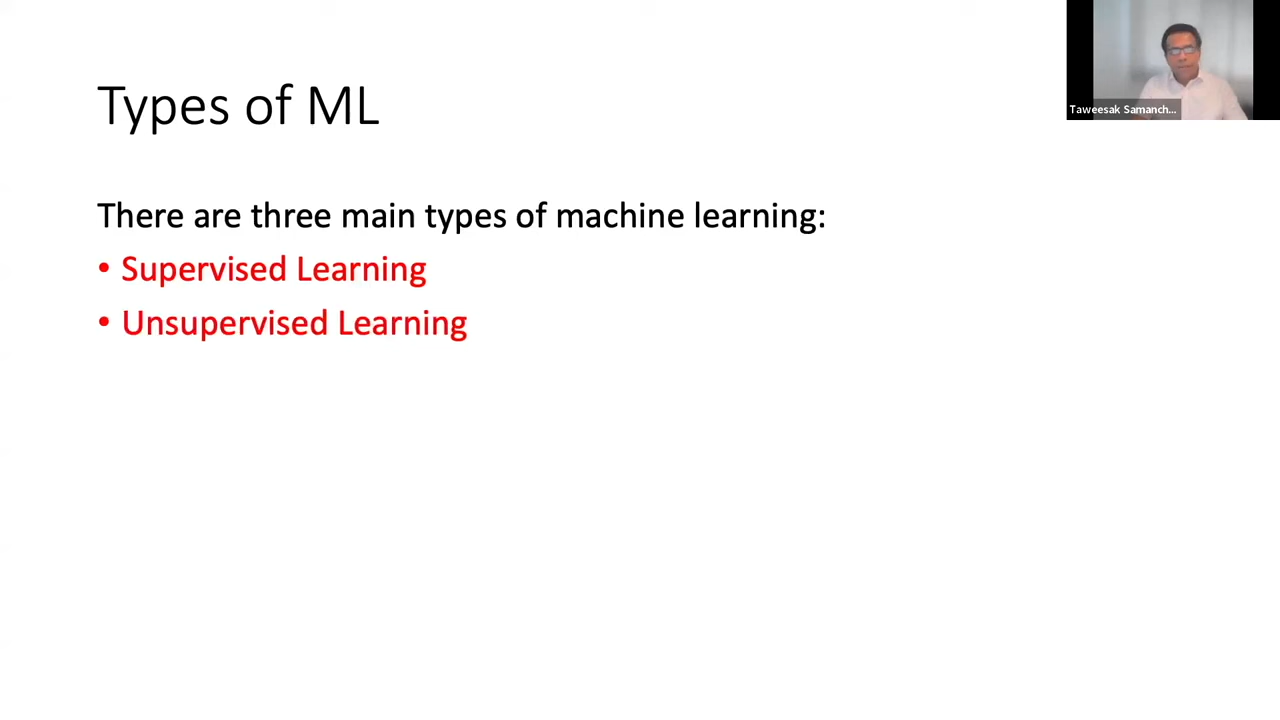 Types of ML
Taweesak Samanch...
There are three main types of machine learning:
• Supervised Learning
• Unsupervised Learning